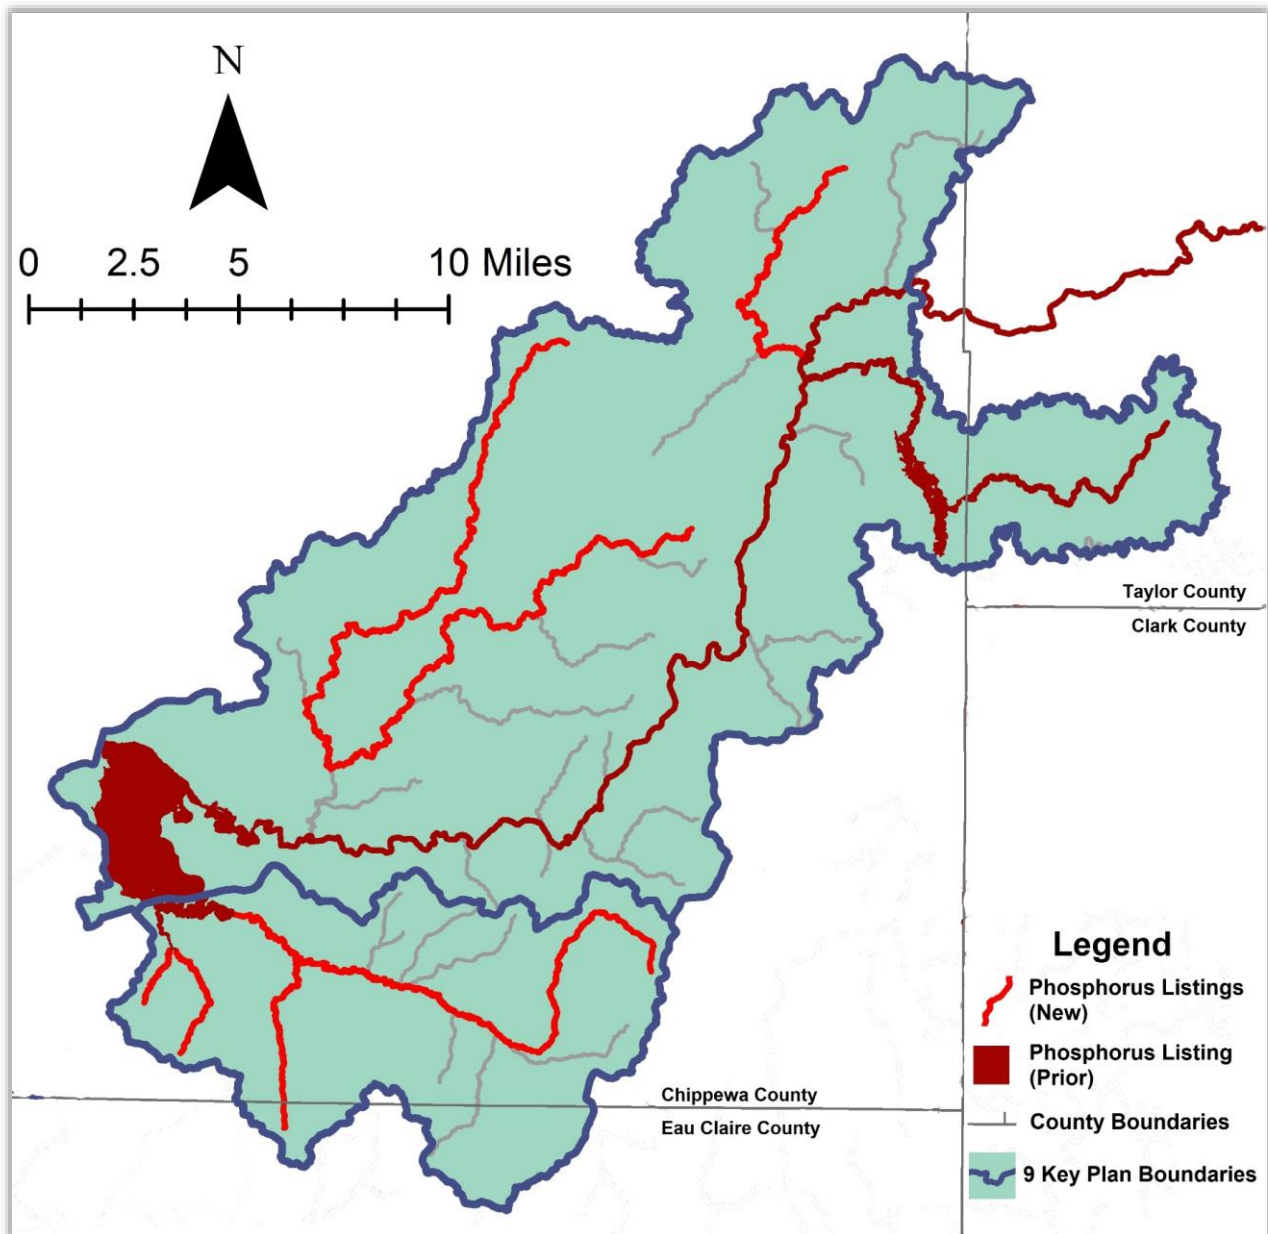 N
0 2.5 5 10 Miles
Taylor County
Clark County
Legend
Phosphorus Listings
(New)
Phosphorus Listing
(Prior)
County Boundaries
9 Key Plan Boundaries
Chippewa County
Eau Claire County